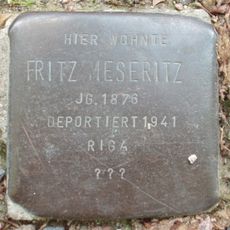 HIER WOHNTE
FRITZ MESERITZ
JG. 1876
DEPORTIERT 1941
RIGA
???